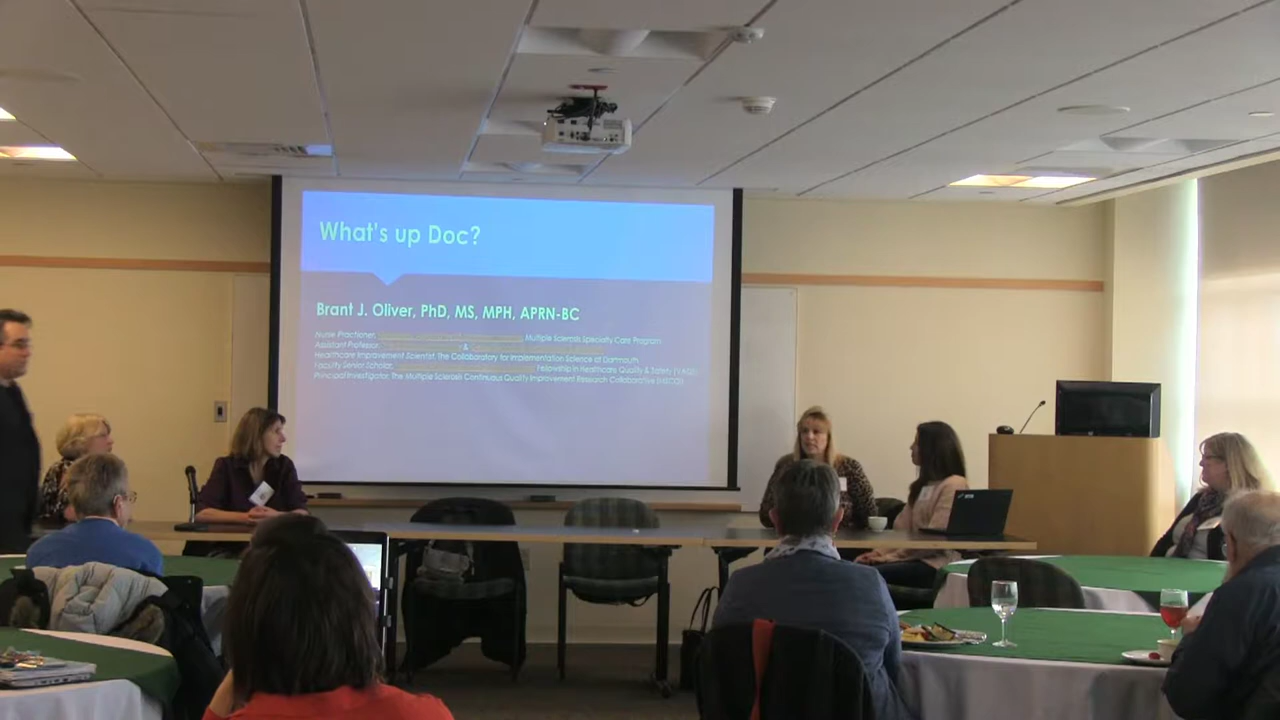 What's up Doc?
Brant J. Oliver, PhD, MS, MPH, APRN-BC
Nurse Practitioner, Multiple Sclerosis Specialty Care Program
Assistant Professor, &
Healthcare Improvement Scientist, The Collaboratory for Implementation Science at Dartmouth
Faculty Senior Scholar, Fellowship in Healthcare Quality & Safety (VAQS)
Principal Investigator, The Multiple Sclerosis Continuous Quality Improvement Research Collaborative